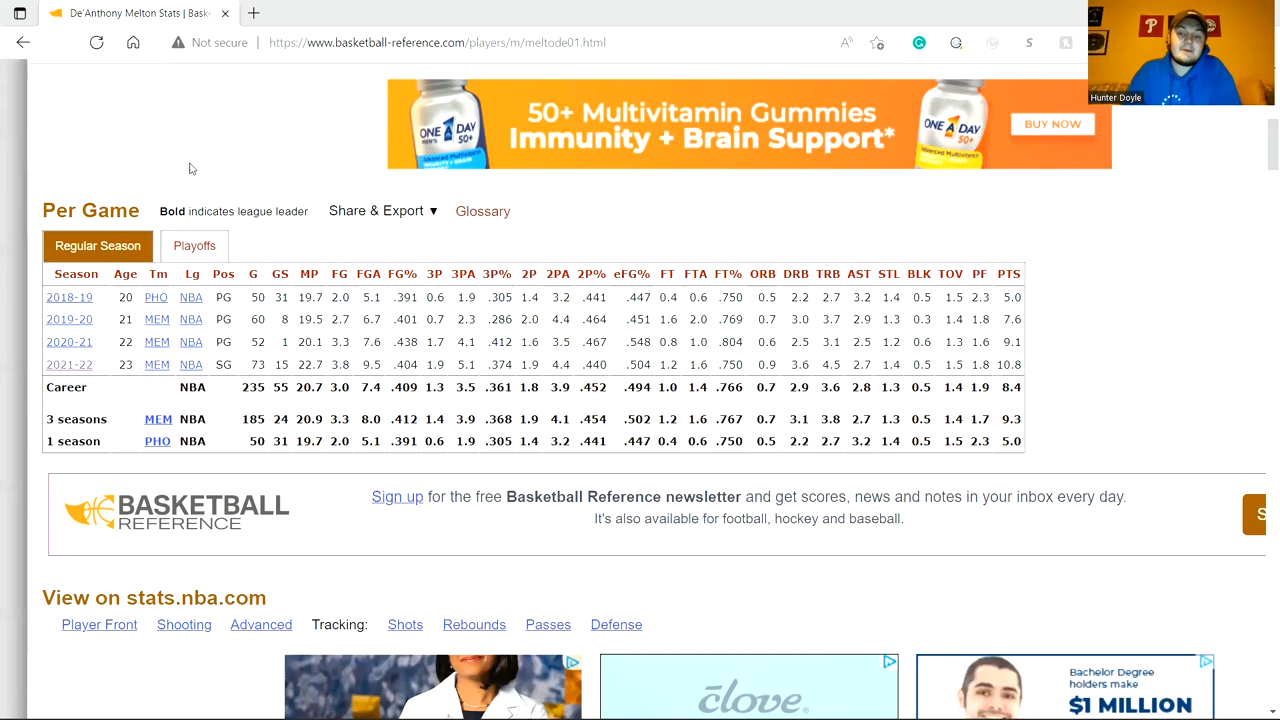 De'Anthony Melton Stats | Bask
Not secure | https://www.basketball-reference.com/players/m/meltode01.html
Hunter Doyle
50+ Multivitamin Gummies
Immunity + Brain Support*
BUY NOW
ONE A DAY
MEN'S 50+
Advanced Multivitamin
ONE A DAY
50+
Per Game Bold indicates league leader Share & Export ▼ Glossary
Regular Season Playoffs
Season Age Tm Lg Pos G GS MP FG FGA FG% 3P 3PA 3P% 2P 2PA 2P% eFG% FT FTA FT% ORB DRB TRB AST STL BLK TOV PF PTS
2018-19 20 PHO NBA PG 50 31 19.7 2.0 5.1 .391 0.6 1.9 .305 1.4 3.2 .441 .447 0.4 0.6 .750 0.5 2.2 2.7 3.2 1.4 0.5 1.5 2.3 5.0
2019-20 21 MEM NBA PG 60 8 19.5 2.7 6.7 .401 0.7 2.3 .286 2.0 4.4 .464 .451 1.6 2.0 .769 0.7 3.0 3.7 2.9 1.3 0.3 1.4 1.8 7.6
2020-21 22 MEM NBA PG 52 1 20.1 3.3 7.6 .438 1.7 4.1 .412 1.6 3.5 .467 .548 0.8 1.0 .804 0.6 2.5 3.1 2.5 1.2 0.6 1.3 1.6 9.1
2021-22 23 MEM NBA SG 73 15 22.7 3.8 9.5 .404 1.9 5.1 .374 1.9 4.4 .440 .504 1.2 1.6 .750 0.9 3.6 4.5 2.7 1.4 0.5 1.5 1.8 10.8
Career NBA 235 55 20.7 3.0 7.4 .409 1.3 3.5 .361 1.8 3.9 .452 .494 1.0 1.4 .766 0.7 2.9 3.6 2.8 1.3 0.5 1.4 1.9 8.4
3 seasons MEM NBA 185 24 20.9 3.3 8.0 .412 1.4 3.9 .368 1.9 4.1 .454 .502 1.2 1.6 .767 0.7 3.1 3.8 2.7 1.3 0.5 1.4 1.7 9.3
1 season PHO NBA 50 31 19.7 2.0 5.1 .391 0.6 1.9 .305 1.4 3.2 .441 .447 0.4 0.6 .750 0.5 2.2 2.7 3.2 1.4 0.5 1.5 2.3 5.0
BASKETBALL
REFERENCE
Sign up for the free Basketball Reference newsletter and get scores, news and notes in your inbox every day.
It's also available for football, hockey and baseball.
S
View on stats.nba.com
Player Front Shooting Advanced Tracking: Shots Rebounds Passes Defense
clove.
Bachelor Degree
holders make
$1 MILLION